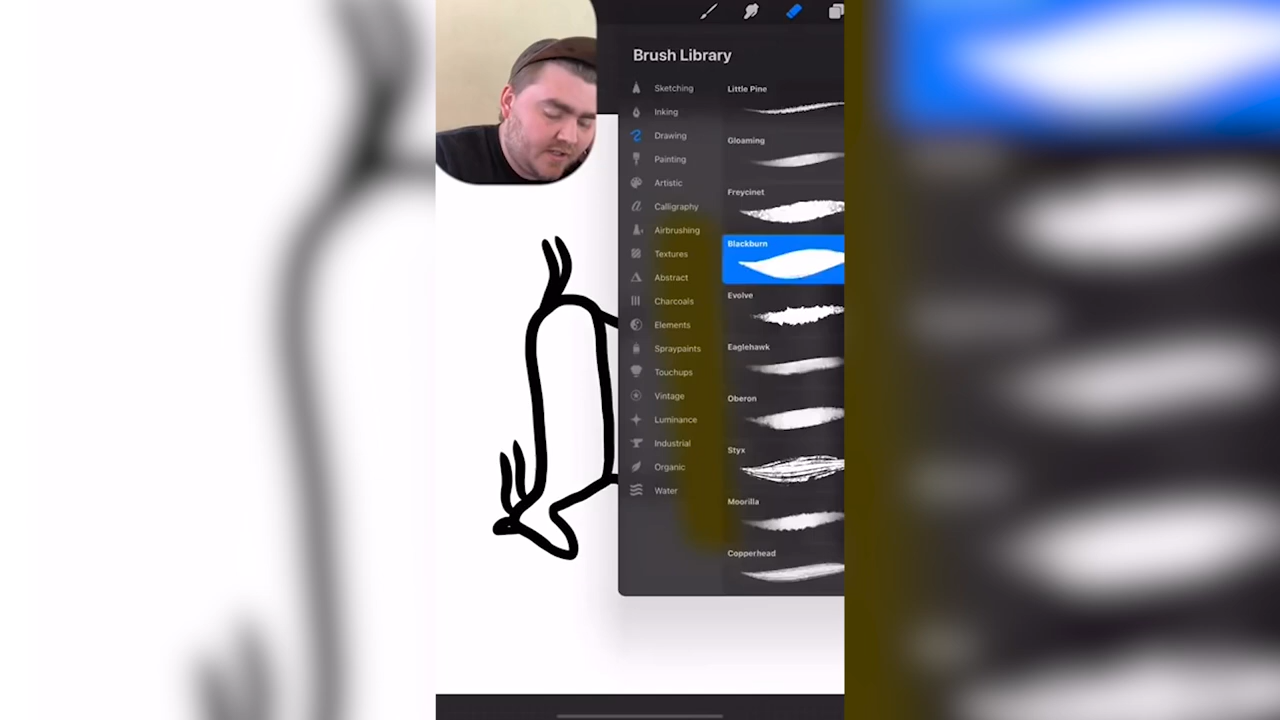 Brush Library
Sketching
Inking
Drawing
Painting
Artistic
Calligraphy
Airbrushing
Textures
Abstract
Charcoals
Elements
Spraypaints
Touchups
Vintage
Luminance
Industrial
Organic
Water
Little Pine
Gloaming
Freycinet
Blackburn
Evolve
Eaglehawk
Oberon
Styx
Moorilla
Copperhead